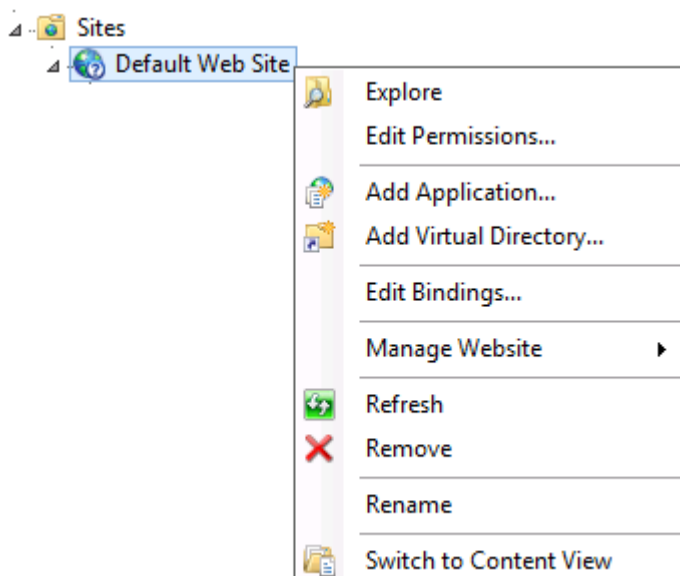 Sites
Default Web Site
Explore
Edit Permissions...
Add Application...
Add Virtual Directory...
Edit Bindings...
Manage Website
Refresh
Remove
Rename
Switch to Content View